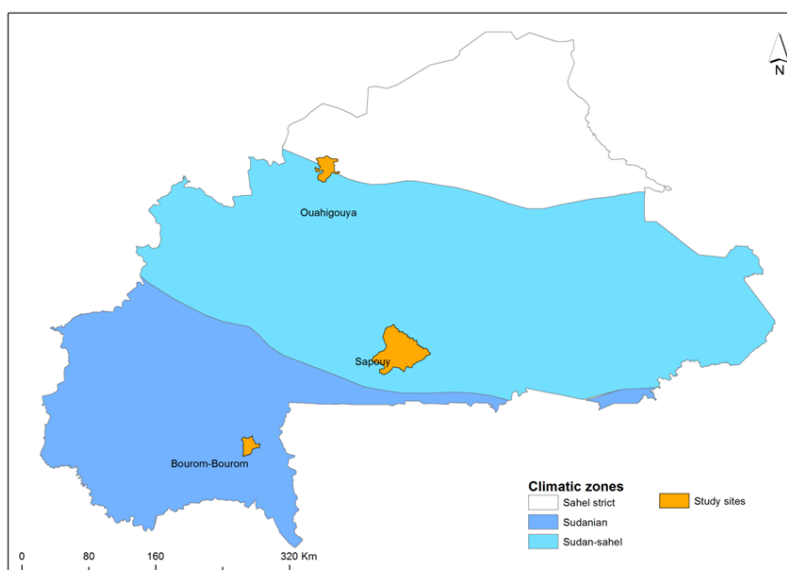 N
Ouahigouya
Sapouy
Bourom-Bourom
Climatic zones
Sahel strict
Study sites
Sudanian
Sudan-sahel
0 80 160 320 Km